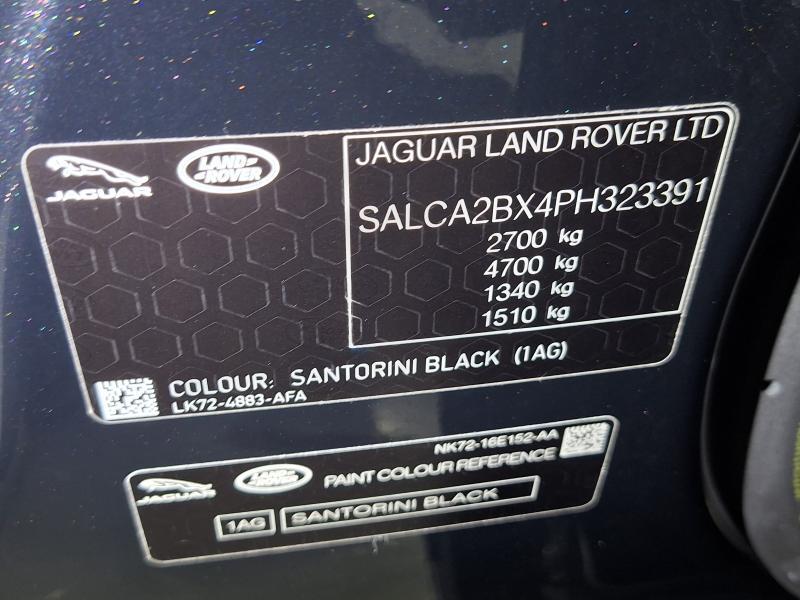 JAGUAR
LAND ROVER
JAGUAR LAND ROVER LTD
SALCA2BX4PH323391
2700 kg
4700 kg
1340 kg
1510 kg
COLOUR: SANTORINI BLACK (1AG)
LK72-4883-AFA
NK72-16E152-AA
JAGUAR
LAND ROVER
PAINT COLOUR REFERENCE
1AG SANTORINI BLACK